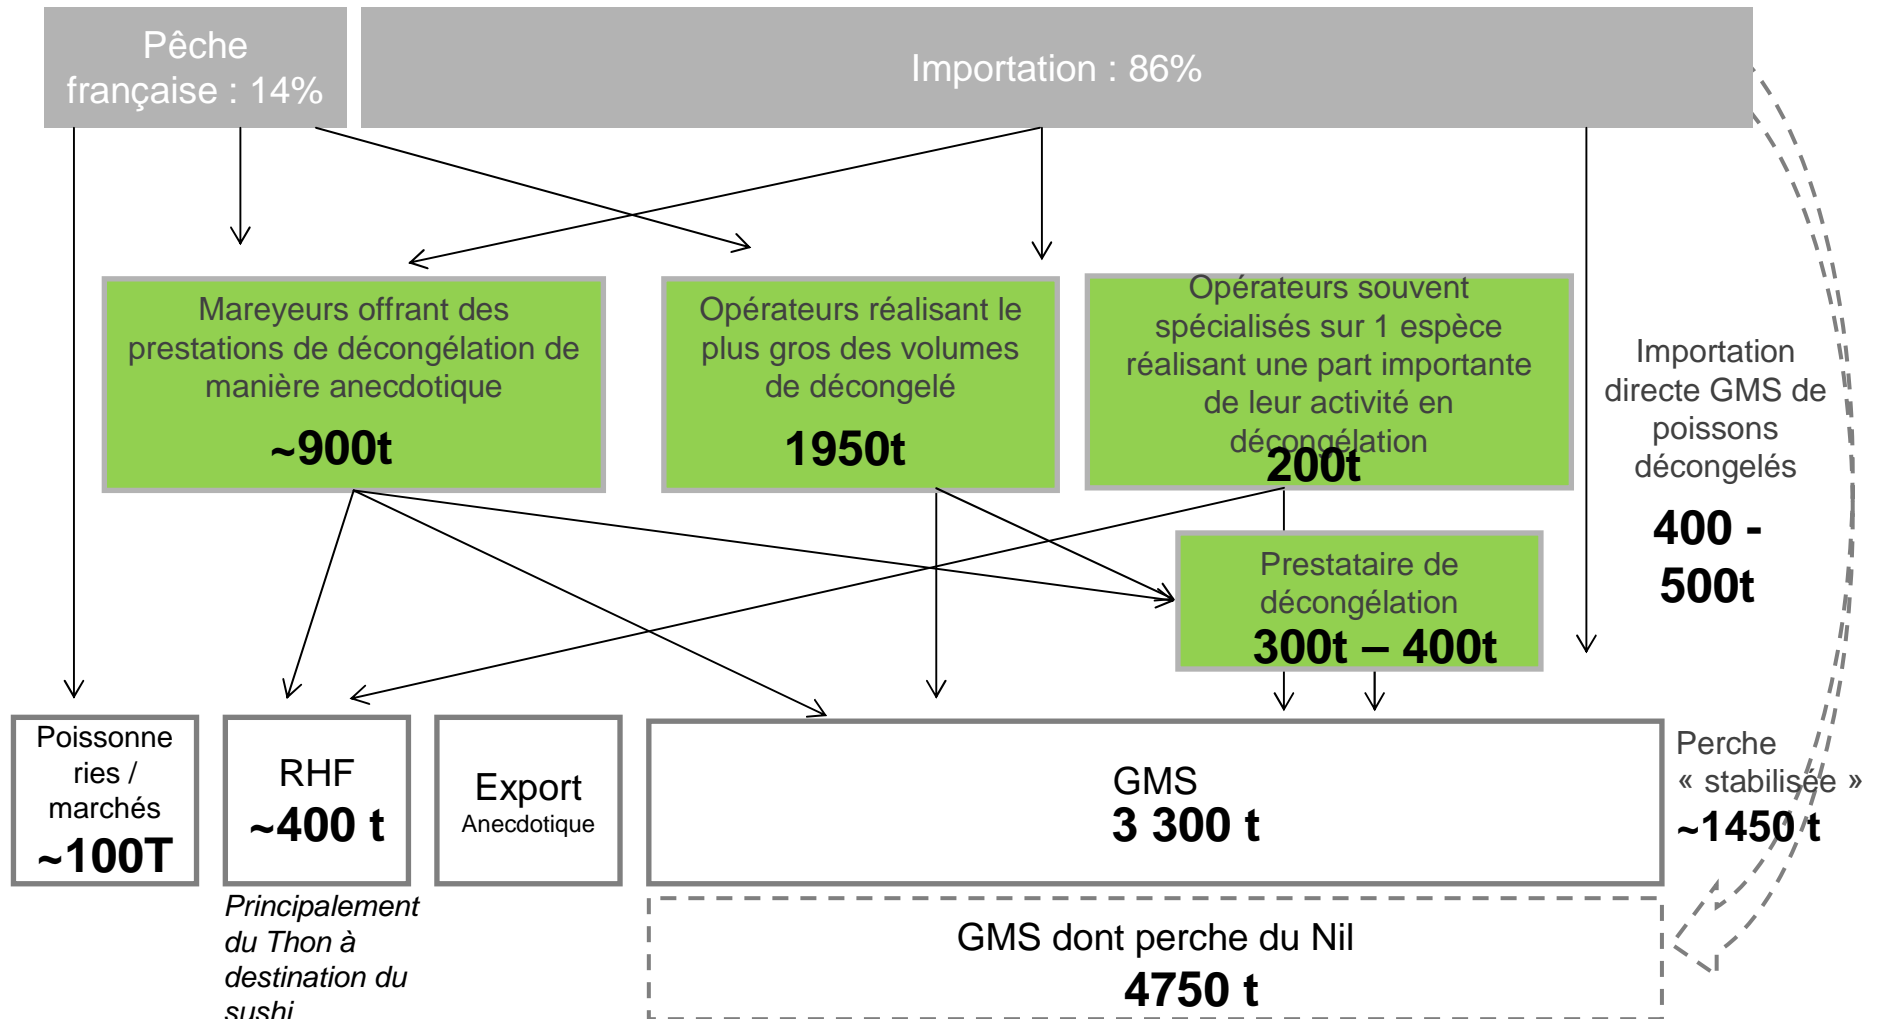 Pêche
française : 14%
Importation : 86%
Mareyeurs offrant des
prestations de décongélation de
manière anecdotique
~900t
Opérateurs réalisant le
plus gros des volumes
de décongelé
1950t
Opérateurs souvent
spécialisés sur 1 espèce
réalisant une part importante
de leur activité en
décongélation
200t
Importation
directe GMS de
poissons
décongelés
400 -
500t
Prestataire de
décongélation
300t – 400t
Poissonne
ries /
marchés
~100T
RHF
~400 t
Principalement
du Thon à
destination du
sushi
Export
Anecdotique
GMS
3 300 t
Perche
« stabilisée »
~1450 t
GMS dont perche du Nil
4750 t